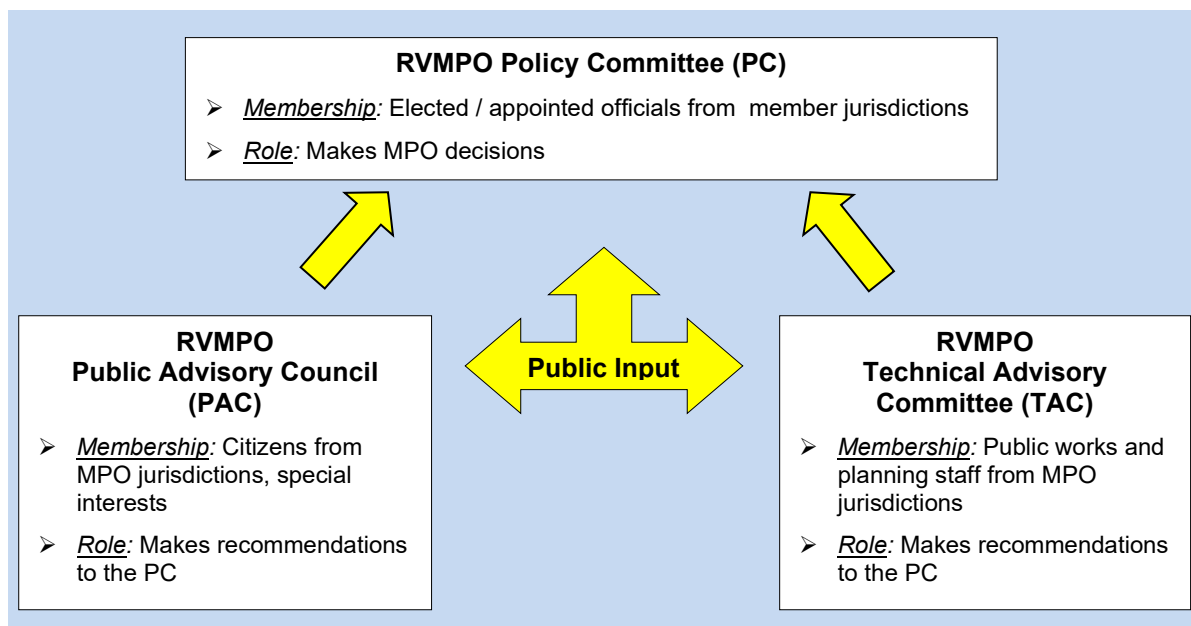 RVMPO Policy Committee (PC)
➢ Membership: Elected / appointed officials from member jurisdictions
➢ Role: Makes MPO decisions
Public Input
RVMPO
Public Advisory Council
(PAC)
➢ Membership: Citizens from
MPO jurisdictions, special
interests
➢ Role: Makes recommendations
to the PC
RVMPO
Technical Advisory
Committee (TAC)
➢ Membership: Public works and
planning staff from MPO
jurisdictions
➢ Role: Makes recommendations
to the PC